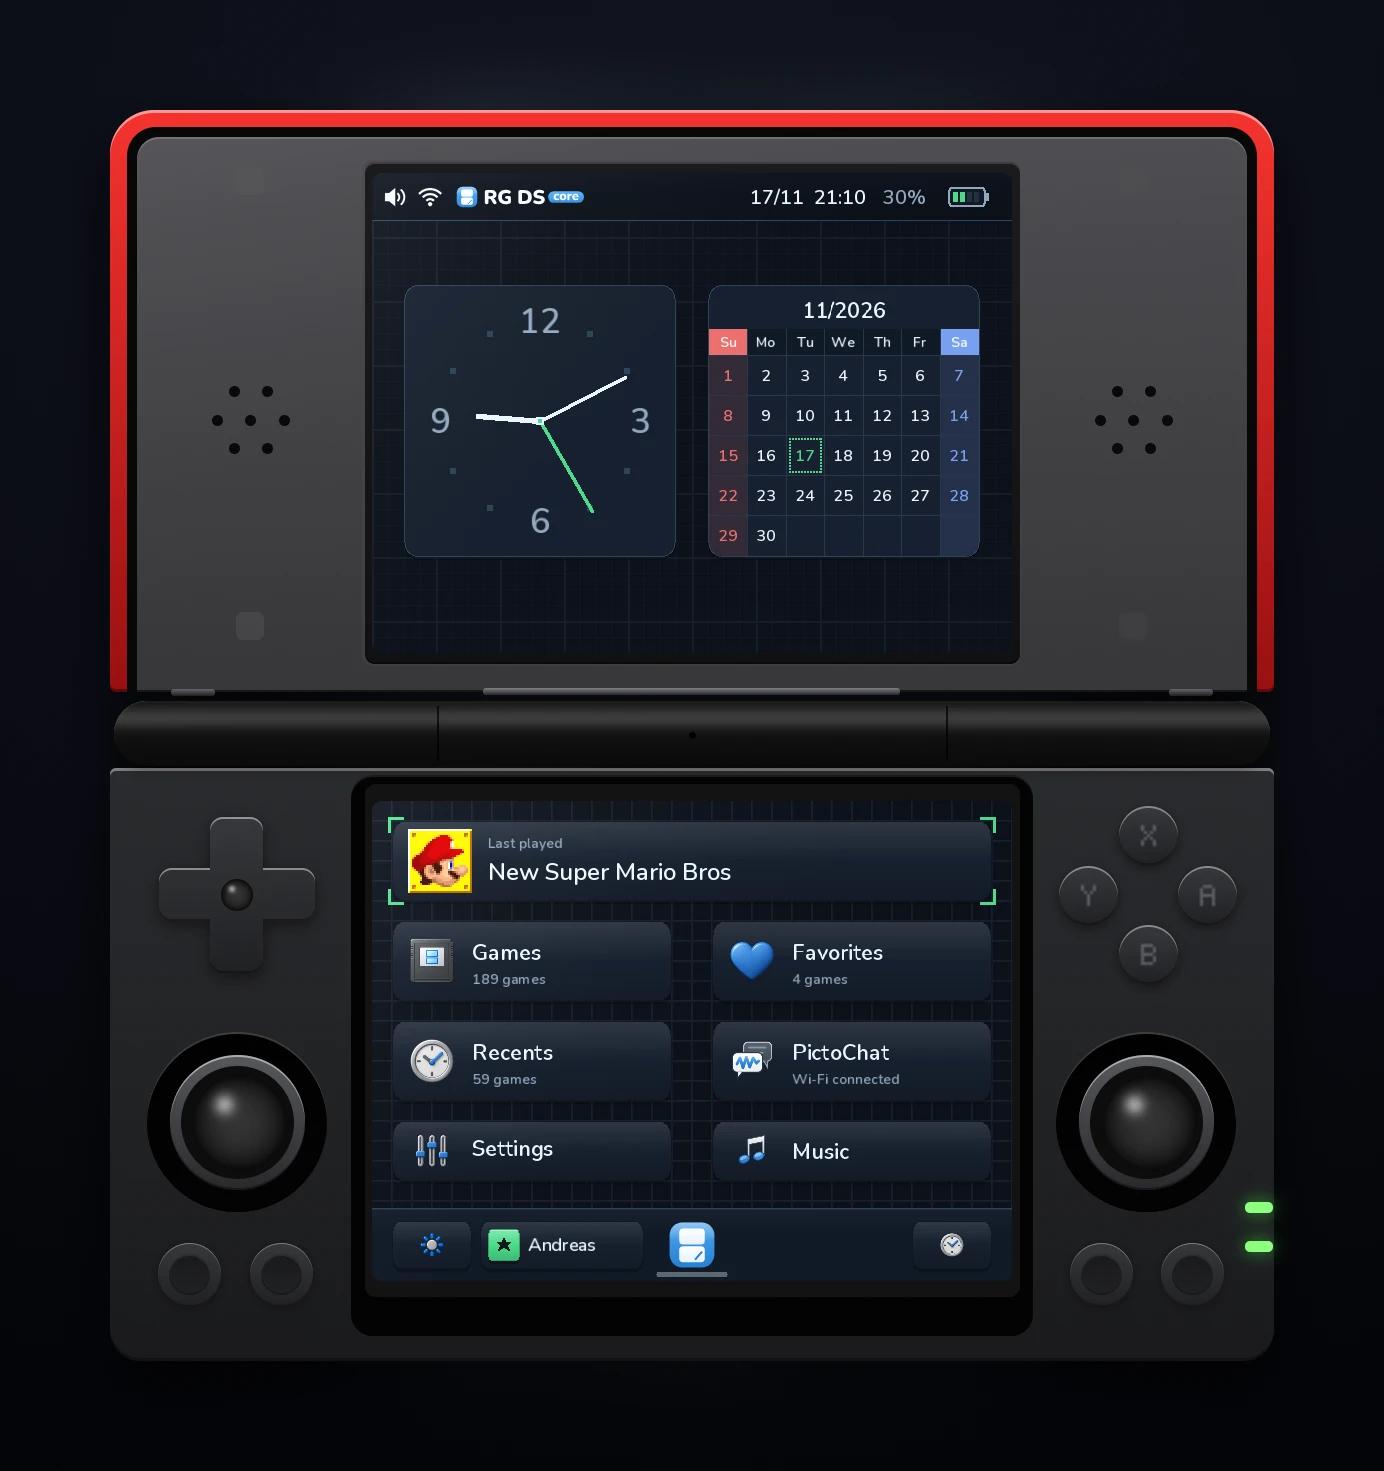 RG DS core 17/11 21:10 30%
12
9 3
6
11/2026
Su Mo Tu We Th Fr Sa
1 2 3 4 5 6 7
8 9 10 11 12 13 14
15 16 17 18 19 20 21
22 23 24 25 26 27 28
29 30
Last played
New Super Mario Bros
Games
189 games
Favorites
4 games
Recents
59 games
PictoChat
Wi-Fi connected
Settings
Music
Andreas
X
Y A
B